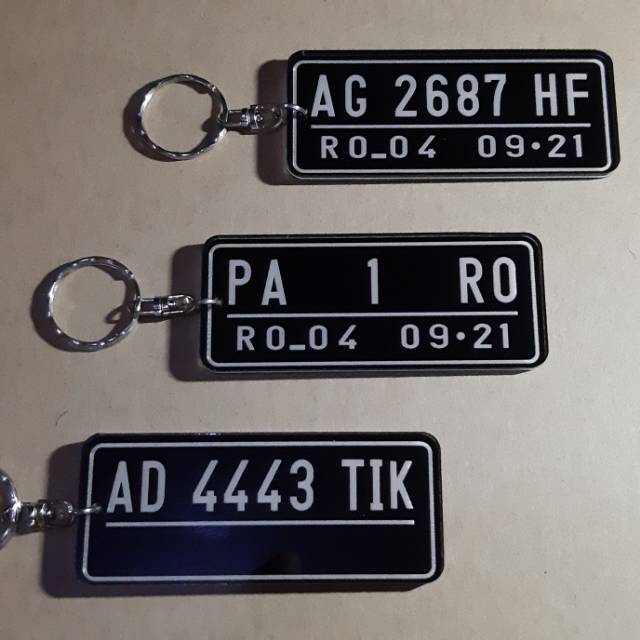 AG 2687 HF
RO_04 09•21
PA 1 RO
RO_04 09•21
AD 4443 TIK